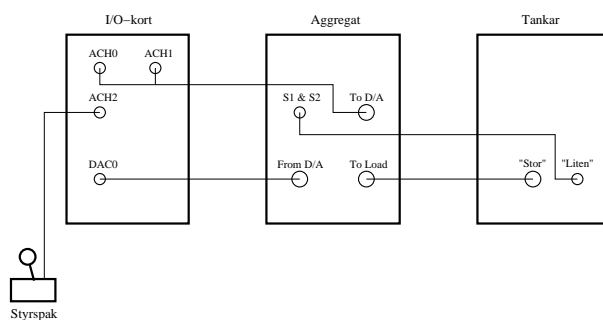 I/O-kort
Aggregat
Tankar
ACH0
ACH1
ACH2
S1 & S2
To D/A
DAC0
From D/A
To Load
"Stor"
"Liten"
Styrspak